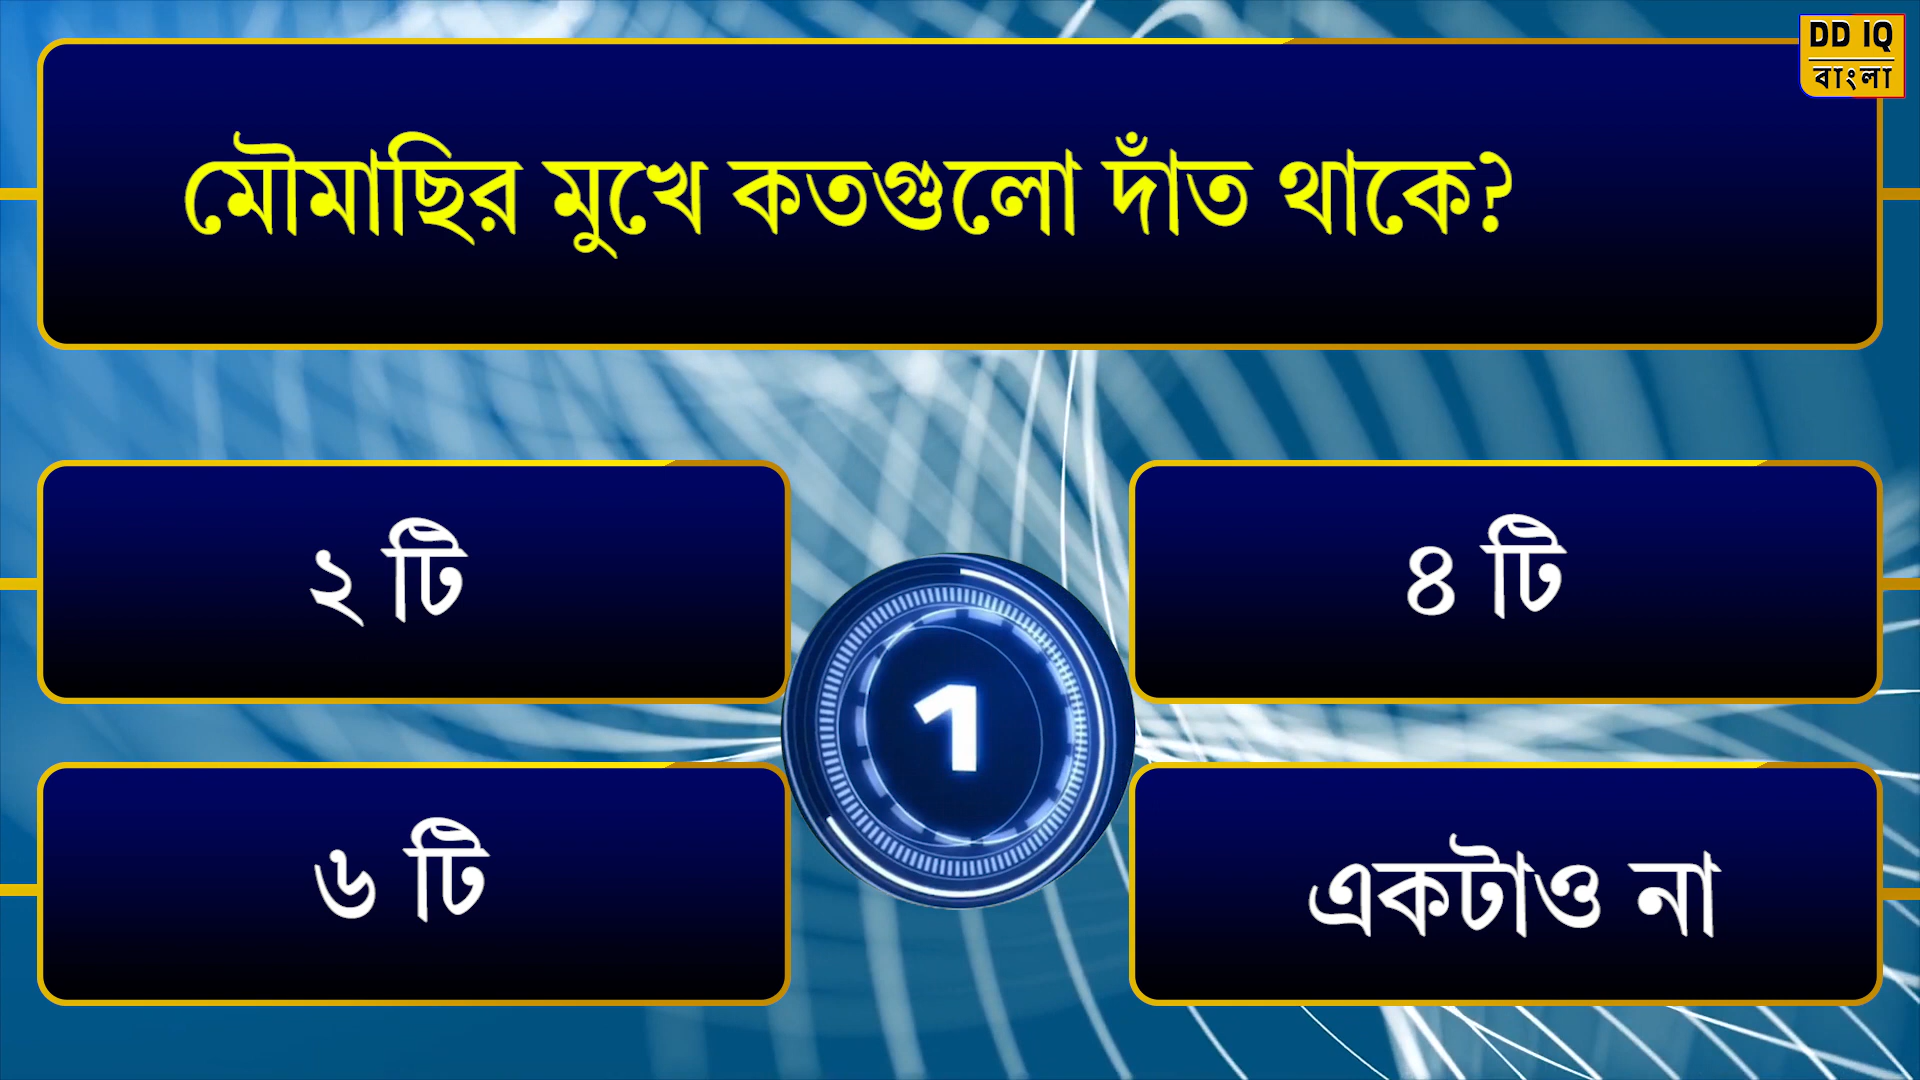 DD IQ
বাংলা
মৌমাছির মুখে কতগুলো দাঁত থাকে?
২ টি
৪ টি
1
৬ টি
একটাও না